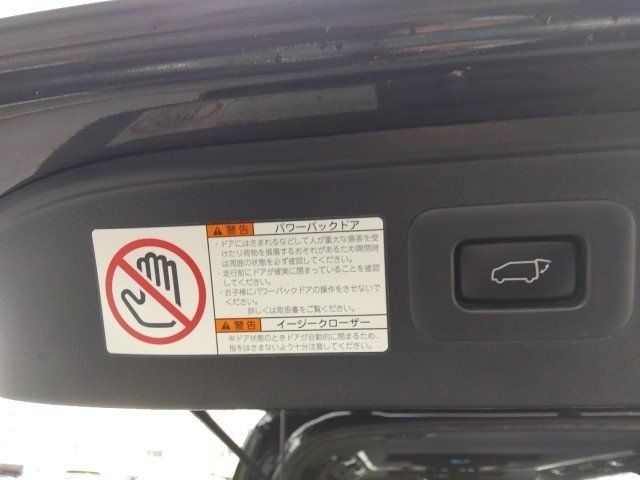 警告 パワーバックドア
・ドアにはさまれるなどして人が重大な傷害を受
けたり荷物を損傷するおそれがあるため開閉時
は周囲の状態を必ず確認してください。
・走行前にドアが確実に閉まっていることを確認
してください。
・お子様にパワーバックドアの操作をさせないで
ください。
詳しくは取扱書をご覧ください。
警告 イージークローザー
半ドア状態のときドアが自動的に閉まるため、
指をはさまないよう十分注意してください。